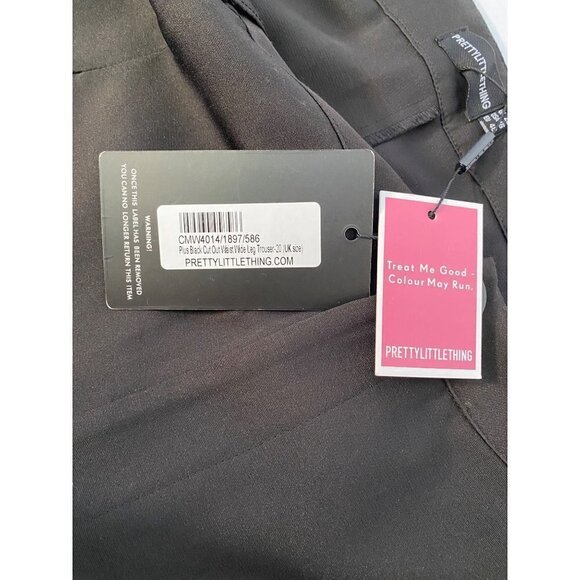 PRETTYLITTLETHING
WARNING!
ONCE THIS LABEL HAS BEEN REMOVED
YOU CAN NO LONGER RETURN THIS ITEM
CMW4014/1897/586
Plus Black Cut Out Waist Wide Leg Trouser-20 (UK size)
PRETTYLITTLETHING.COM
Treat Me Good -
Colour May Run.
PRETTYLITTLETHING